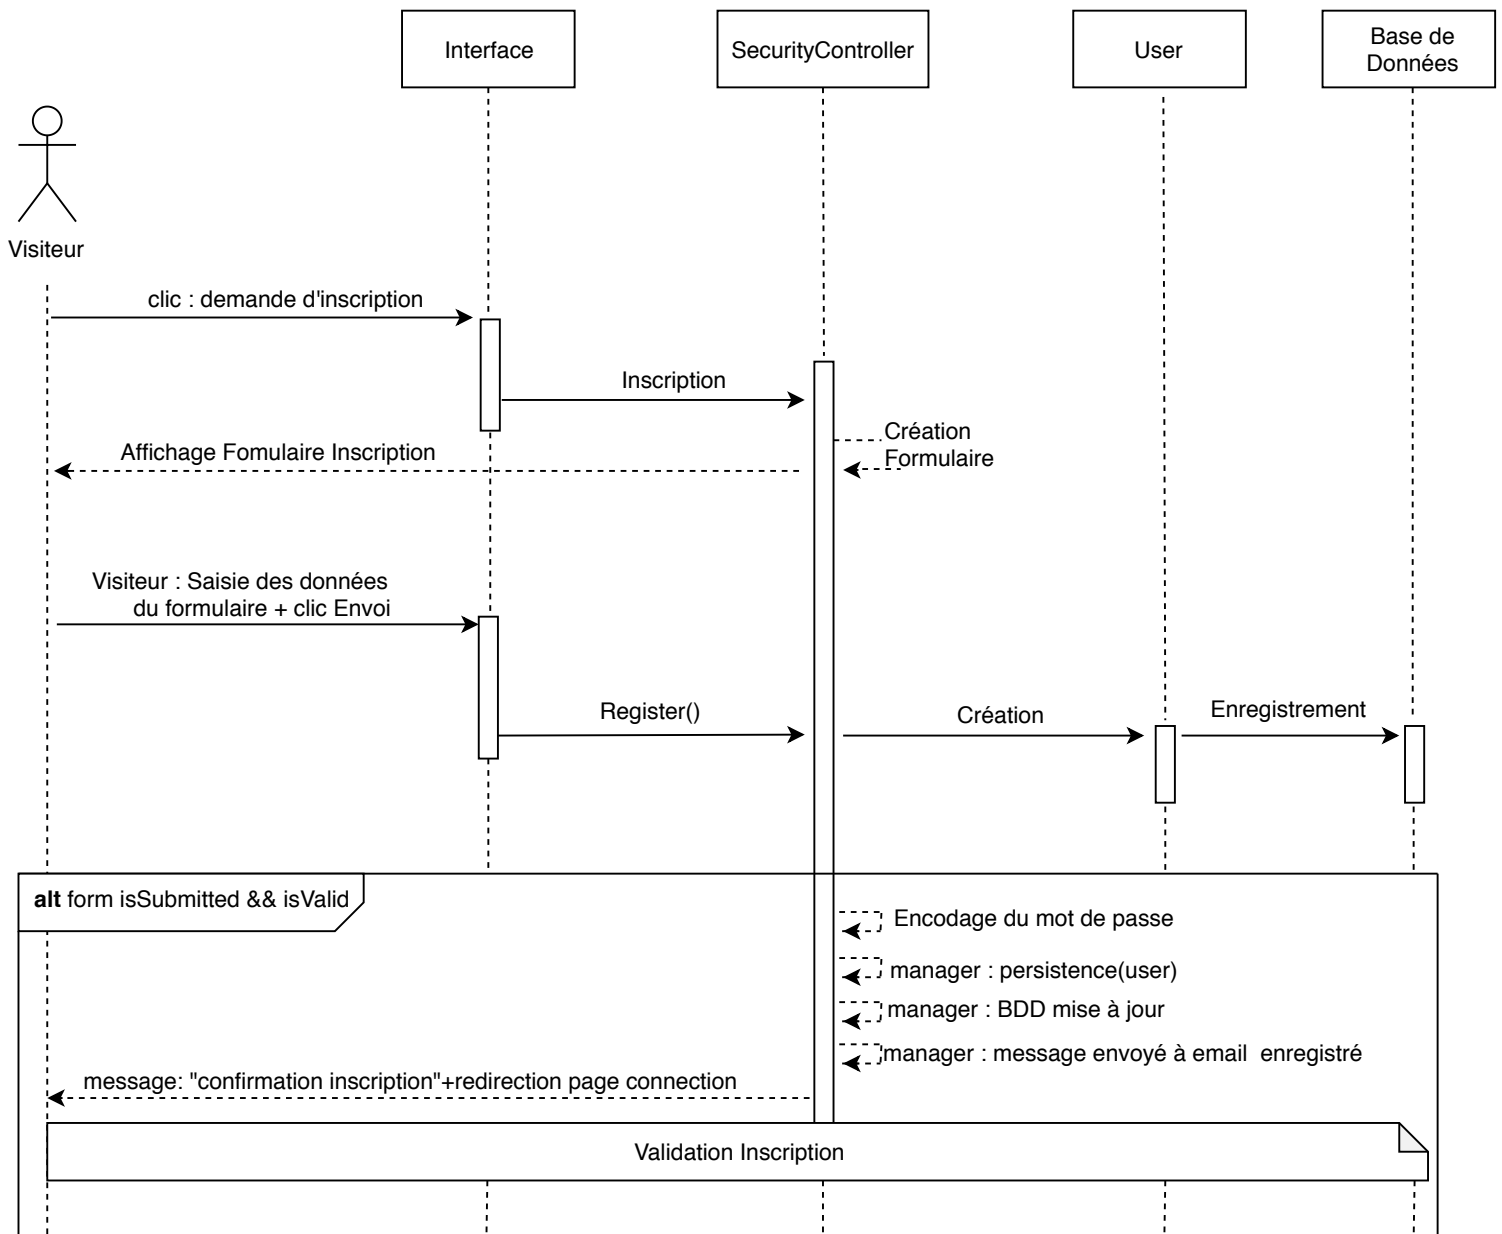 Interface
SecurityController
User
Base de
Données
Visiteur
clic : demande d'inscription
Inscription
Création
Formulaire
Affichage Fomulaire Inscription
Visiteur : Saisie des données
du formulaire + clic Envoi
Register()
Création
Enregistrement
alt form isSubmitted && isValid
Encodage du mot de passe
manager : persistence(user)
manager : BDD mise à jour
manager : message envoyé à email  enregistré
message: "confirmation inscription"+redirection page connection
Validation Inscription